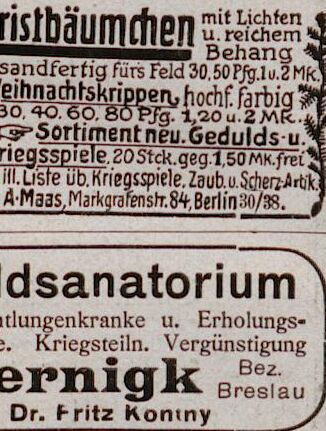 ristbäumchen mit Lichten
u. reichem
Behang
sandfertig fürs Feld 30, 50 Pfg. 1 u. 2 Mk.
Weihnachtskrippen, hochf. farbig
30. 40. 60. 80 Pfg. 1,20 u. 2 Mk.
☞ Sortiment neu. Gedulds- u.
riegsspiele, 20 Stck. geg. 1,50 Mk. frei
ill. Liste üb. Kriegsspiele, Zaub. u. Scherz-Artik.
A. Maas, Markgrafenstr. 84, Berlin 30/38.
ldsanatorium
tlungenkranke u. Erholungs-
e. Kriegsteiln. Vergünstigung
ernigk Bez.
Breslau
Dr. Fritz Kontny